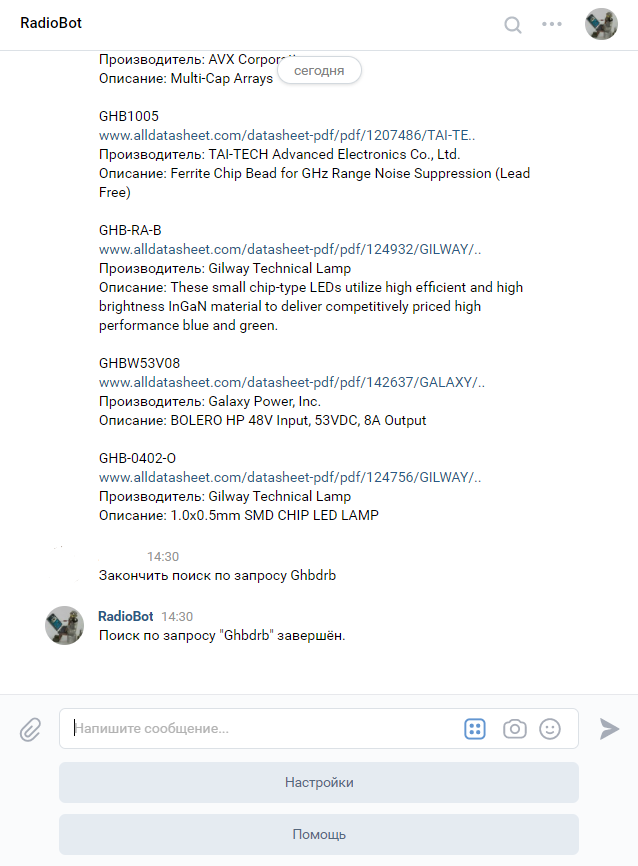 RadioBot
Производитель: AVX Corporati
сегодня
Описание: Multi-Cap Arrays
GHB1005
www.alldatasheet.com/datasheet-pdf/pdf/1207486/TAI-TE..
Производитель: TAI-TECH Advanced Electronics Co., Ltd.
Описание: Ferrite Chip Bead for GHz Range Noise Suppression (Lead
Free)
GHB-RA-B
www.alldatasheet.com/datasheet-pdf/pdf/124932/GILWAY/..
Производитель: Gilway Technical Lamp
Описание: These small chip-type LEDs utilize high efficient and high
brightness InGaN material to deliver competitively priced high
performance blue and green.
GHBW53V08
www.alldatasheet.com/datasheet-pdf/pdf/142637/GALAXY/..
Производитель: Galaxy Power, Inc.
Описание: BOLERO HP 48V Input, 53VDC, 8A Output
GHB-0402-O
www.alldatasheet.com/datasheet-pdf/pdf/124756/GILWAY/..
Производитель: Gilway Technical Lamp
Описание: 1.0x0.5mm SMD CHIP LED LAMP
14:30
Закончить поиск по запросу Ghbdrb
RadioBot 14:30
Поиск по запросу "Ghbdrb" завершён.
Напишите сообщение...
Настройки
Помощь